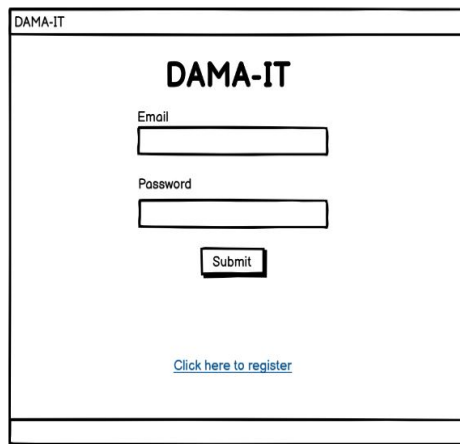 DAMA-IT
DAMA-IT
Email
Password
Submit
Click here to register